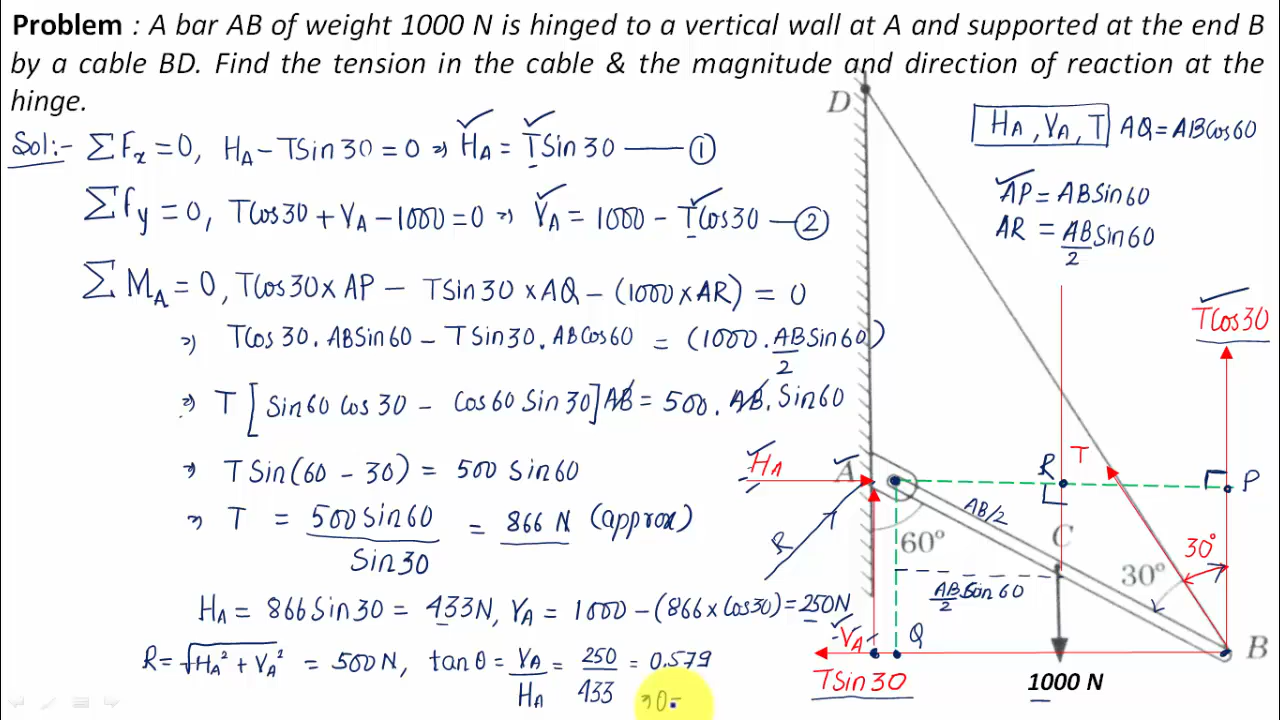 Problem : A bar AB of weight 1000 N is hinged to a vertical wall at A and supported at the end B
by a cable BD. Find the tension in the cable & the magnitude and direction of reaction at the
hinge.
Sol:- ΣFx=0, HA-TSin30=0 ⇒ HA = TSin30 —— ①
ΣFy=0, TCos30+VA-1000=0 ⇒ VA = 1000 - TCos30 —②
ΣMA=0, TCos30×AP - TSin30×AQ - (1000×AR) = 0
⇒ TCos30.ABSin60 - TSin30.ABCos60 = (1000.AB/2 Sin60)
⇒ T[Sin60 cos30 - cos60 Sin30]AB = 500.AB.Sin60
⇒ TSin(60-30) = 500 Sin60
⇒ T = 500Sin60/Sin30 = 866 N (approx)
HA = 866Sin30 = 433N, VA = 1000-(866×Cos30)=250N
R=√HA²+VA² = 500N, tanθ = VA/HA = 250/433 = 0.579
30=
HA, VA, T
AQ=ABCos60
AP=ABSin60
AR = AB/2 Sin60
D
TCos30
HA
A
R
T
R
P
AB/2
60°
C
30°
30°
AB/2 Sin60
VA
Q
B
TSin30
1000 N